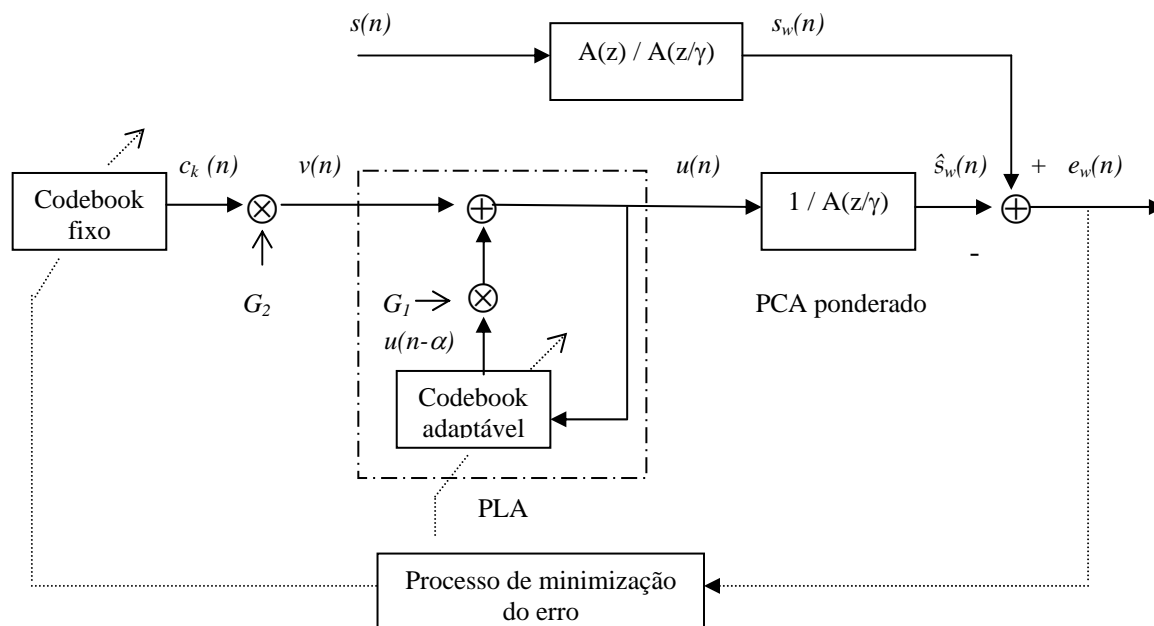 s(n)
A(z) / A(z/γ)
s_w(n)
c_k (n)
v(n)
u(n)
ŝ_w(n)
+
e_w(n)
Codebook
fixo
1 / A(z/γ)
-
G_2
G_1
PCA ponderado
u(n-α)
Codebook
adaptável
PLA
Processo de minimização
do erro